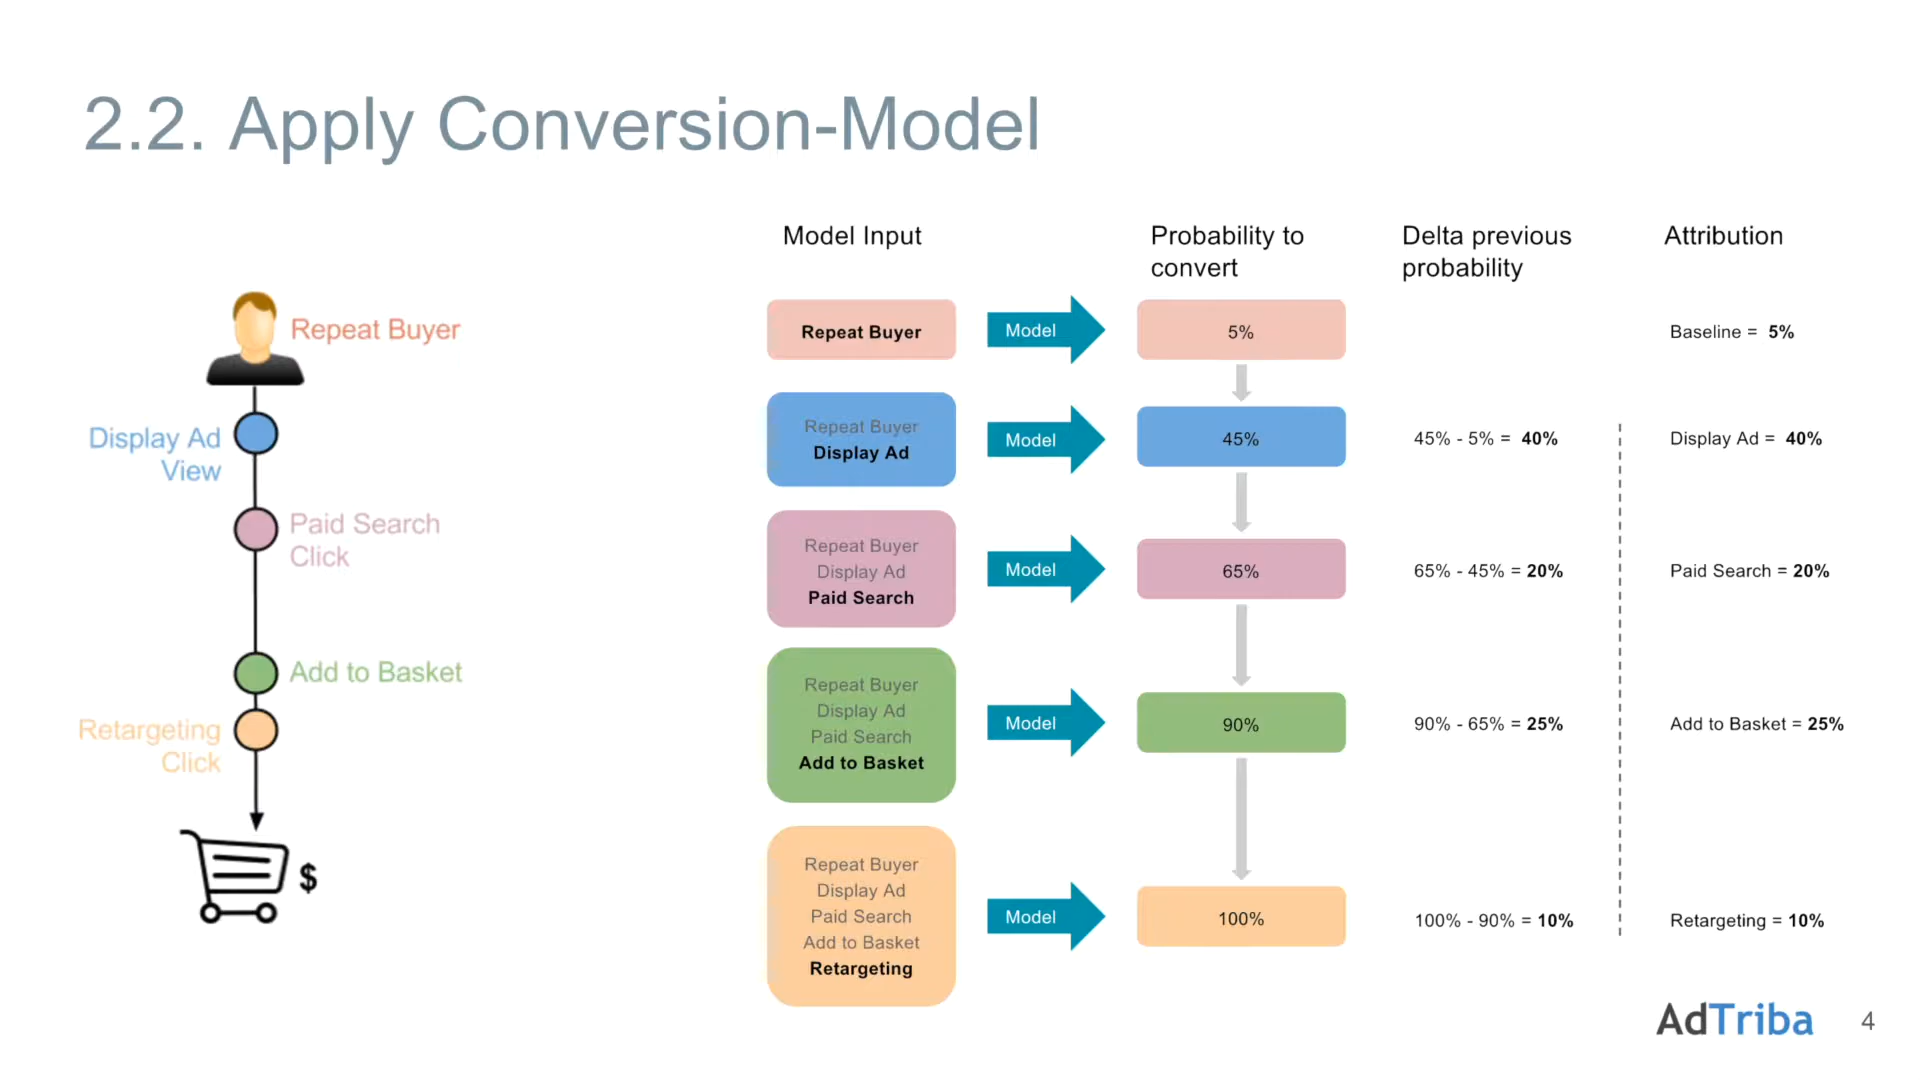 2.2. Apply Conversion-Model
Repeat Buyer
Display Ad
View
Paid Search
Click
Add to Basket
Retargeting
Click
$
Model Input
Probability to
convert
Delta previous
probability
Attribution
Repeat Buyer
Model
5%
Baseline = 5%
Repeat Buyer
Display Ad
Model
45%
45% - 5% = 40%
Display Ad = 40%
Repeat Buyer
Display Ad
Paid Search
Model
65%
65% - 45% = 20%
Paid Search = 20%
Repeat Buyer
Display Ad
Paid Search
Add to Basket
Model
90%
90% - 65% = 25%
Add to Basket = 25%
Repeat Buyer
Display Ad
Paid Search
Add to Basket
Retargeting
Model
100%
100% - 90% = 10%
Retargeting = 10%
AdTriba
4